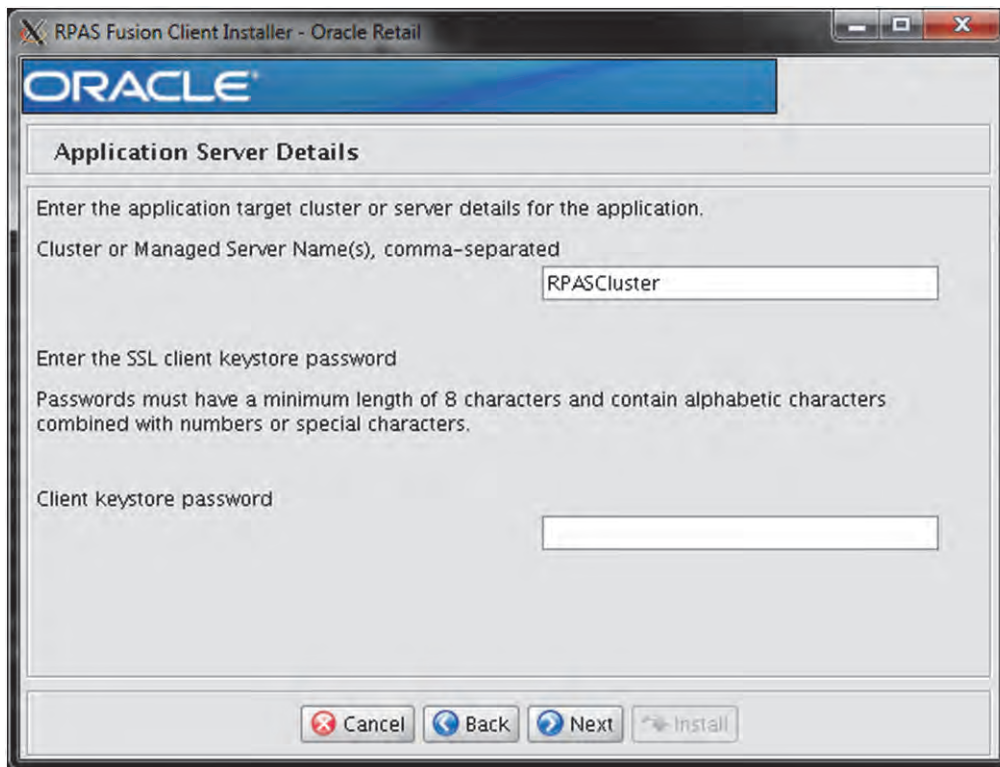 RPAS Fusion Client Installer - Oracle Retail
ORACLE®
Application Server Details
Enter the application target cluster or server details for the application.
Cluster or Managed Server Name(s), comma-separated
RPASCluster
Enter the SSL client keystore password
Passwords must have a minimum length of 8 characters and contain alphabetic characters
combined with numbers or special characters.
Client keystore password
Cancel Back Next Install